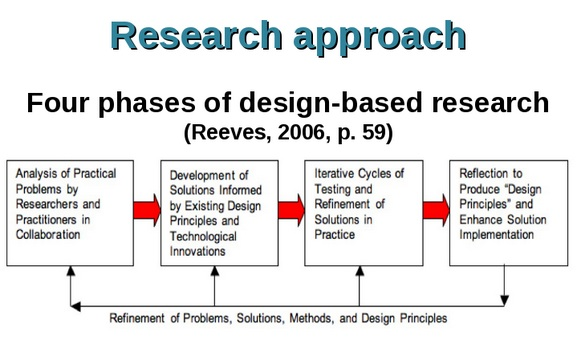 Research approach
Four phases of design-based research
(Reeves, 2006, p. 59)
Analysis of Practical
Problems by
Researchers and
Practitioners in
Collaboration
Development of
Solutions Informed
by Existing Design
Principles and
Technological
Innovations
Iterative Cycles of
Testing and
Refinement of
Solutions in
Practice
Reflection to
Produce "Design
Principles" and
Enhance Solution
Implementation
Refinement of Problems, Solutions, Methods, and Design Principles